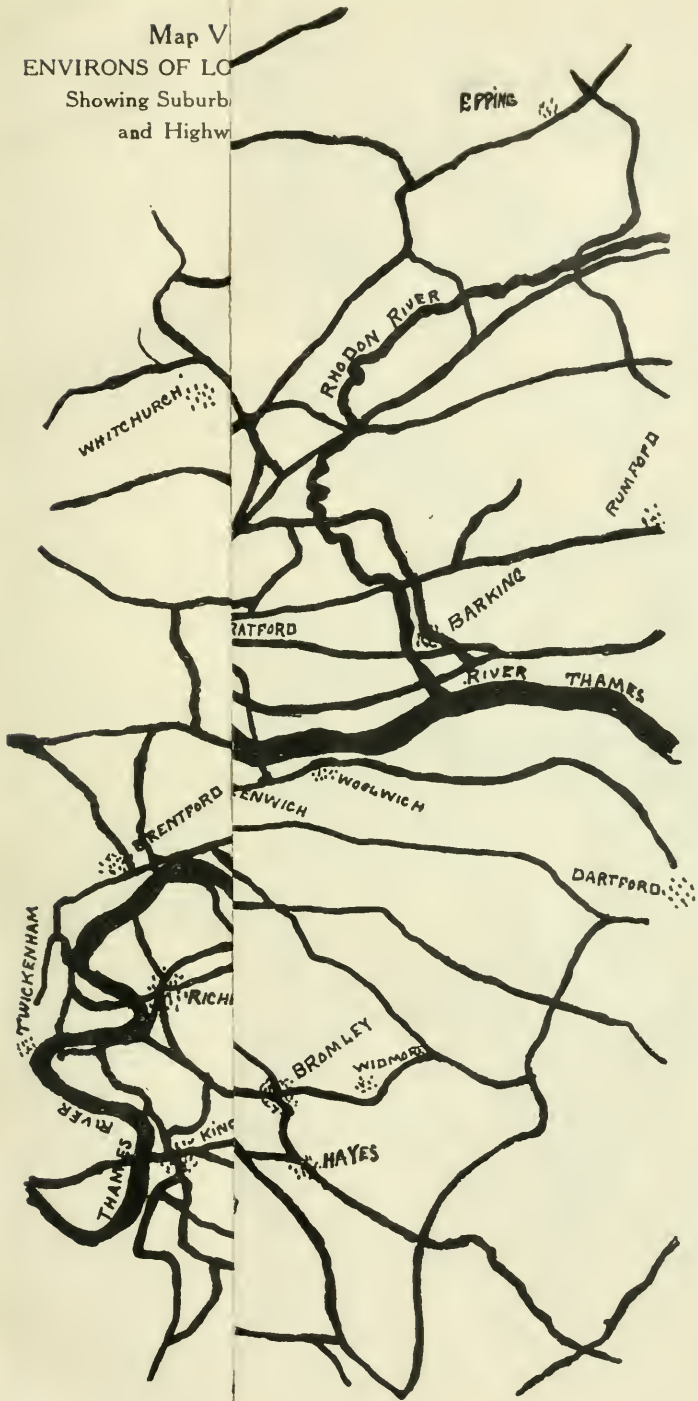 Map V
ENVIRONS OF LO
Showing Suburb
and Highw
EPPING
RHODON RIVER
WHITCHURCH
RUMFORD
BARKING
RATFORD
RIVER THAMES
WOOLWICH
ENWICH
BRENTFORD
DARTFORD
TWICKENHAM
RICH
BROMLEY
WIDMORE
RIVER
THAMES
KING
HAYES